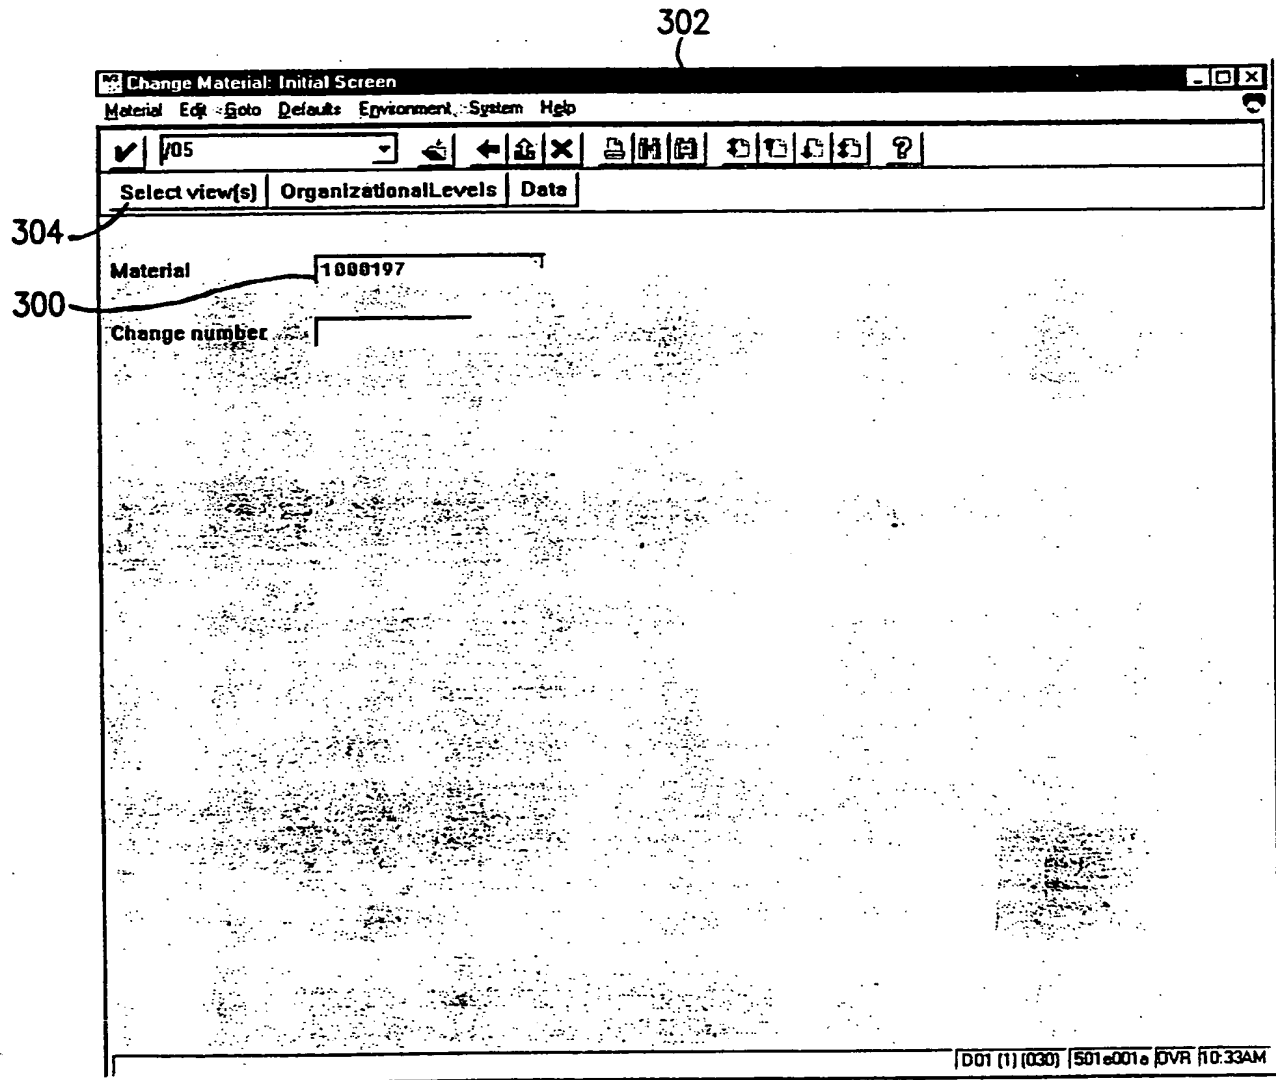 302
Change Material: Initial Screen
Material Edit Goto Defaults Environment System Help
/05
?
Select view(s) OrganizationalLevels Data
304
Material 1000197
300
Change number
D01 (1) (030) 501e001a OVR 10:33AM